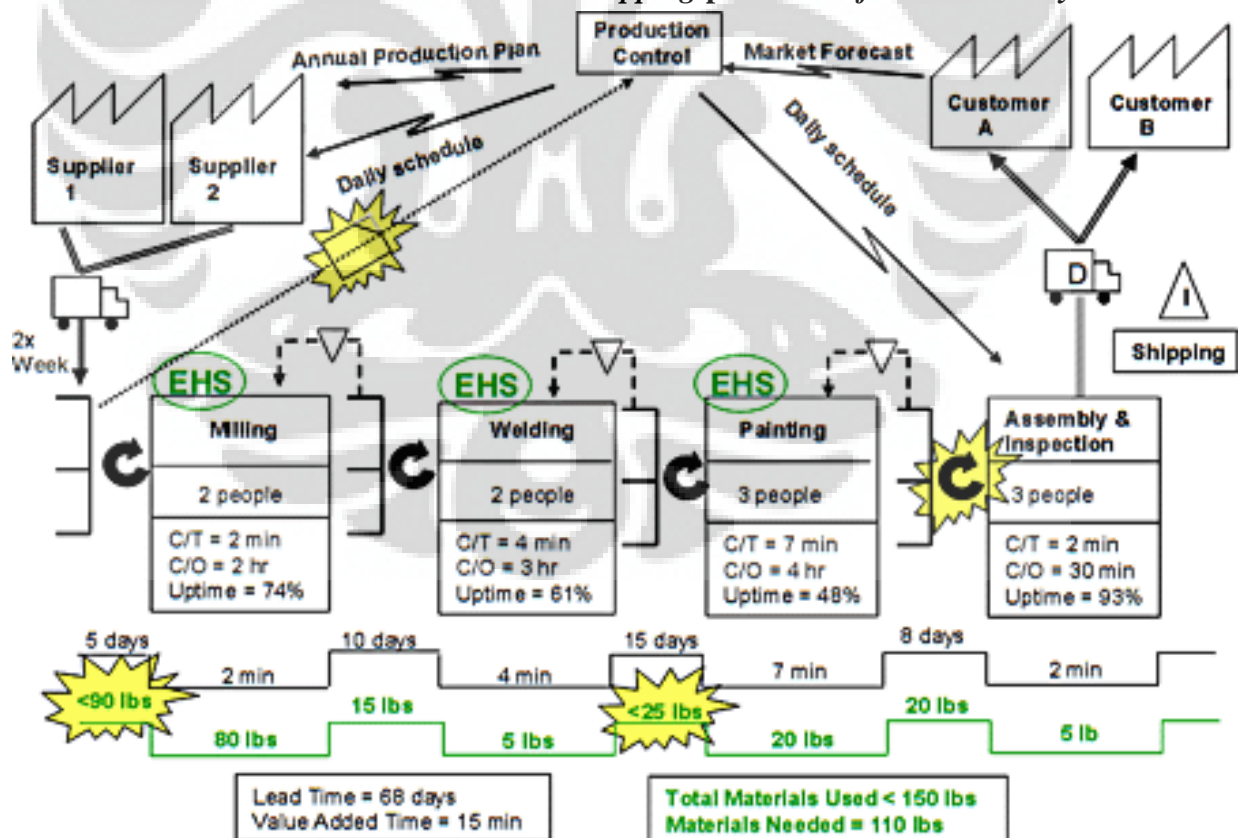 Production
Control
Annual Production Plan
Market Forecast
Daily schedule
Daily schedule
Supplier
1
Supplier
2
Customer
A
Customer
B
D
I
Shipping
2x
Week
EHS
Milling
2 people
C/T = 2 min
C/O = 2 hr
Uptime = 74%
EHS
Welding
2 people
C/T = 4 min
C/O = 3 hr
Uptime = 61%
EHS
Painting
3 people
C/T = 7 min
C/O = 4 hr
Uptime = 48%
Assembly &
Inspection
3 people
C/T = 2 min
C/O = 30 min
Uptime = 93%
5 days
2 min
10 days
4 min
15 days
7 min
8 days
2 min
<90 lbs
80 lbs
15 lbs
5 lbs
<25 lbs
20 lbs
20 lbs
5 lb
Lead Time = 68 days
Value Added Time = 15 min
Total Materials Used < 150 lbs
Materials Needed = 110 lbs